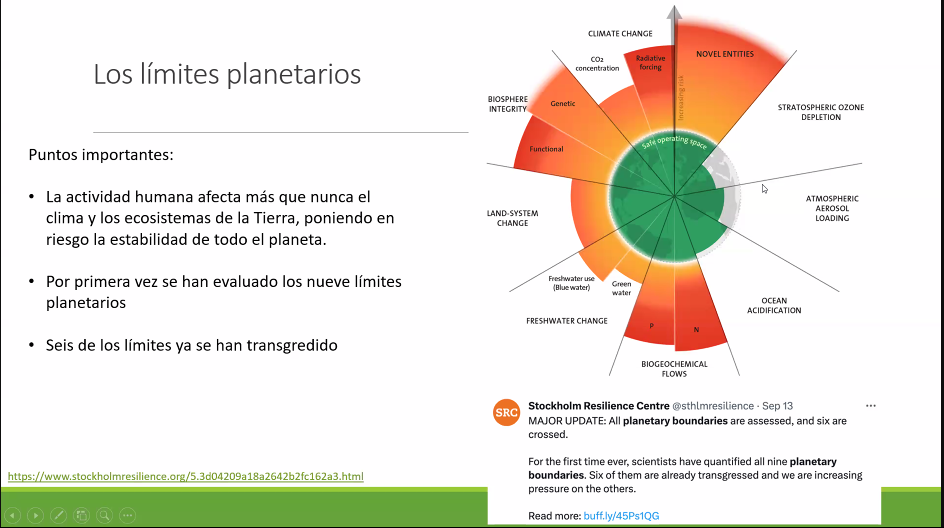 Los límites planetarios
Puntos importantes:
• La actividad humana afecta más que nunca el
clima y los ecosistemas de la Tierra, poniendo en
riesgo la estabilidad de todo el planeta.
• Por primera vez se han evaluado los nueve límites
planetarios
• Seis de los límites ya se han transgredido
https://www.stockholmresilience.org/5.3d04209a18a2642b2fc162a3.html
CLIMATE CHANGE
CO2
concentration
Radiative
forcing
Increasing risk
NOVEL ENTITIES
STRATOSPHERIC OZONE
DEPLETION
ATMOSPHERIC
AEROSOL
LOADING
OCEAN
ACIDIFICATION
BIOGEOCHEMICAL
FLOWS
P
N
FRESHWATER CHANGE
Freshwater use
(Blue water)
Green
water
LAND-SYSTEM
CHANGE
BIOSPHERE
INTEGRITY
Genetic
Functional
Safe operating space
SRC
Stockholm Resilience Centre @sthlmresilience · Sep 13
MAJOR UPDATE: All planetary boundaries are assessed, and six are
crossed.
For the first time ever, scientists have quantified all nine planetary
boundaries. Six of them are already transgressed and we are increasing
pressure on the others.
Read more: buff.ly/45Ps1QG